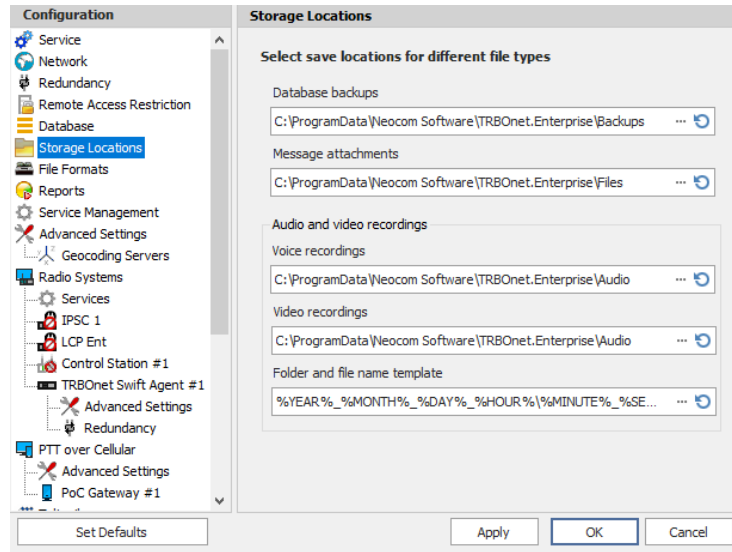 Configuration
Service
Network
Redundancy
Remote Access Restriction
Database
Storage Locations
File Formats
Reports
Service Management
Advanced Settings
Geocoding Servers
Radio Systems
Services
IPSC 1
LCP Ent
Control Station #1
TRBOnet Swift Agent #1
Advanced Settings
Redundancy
PTT over Cellular
Advanced Settings
PoC Gateway #1
Set Defaults
Storage Locations
Select save locations for different file types
Database backups
C:\ProgramData\Neocom Software\TRBOnet.Enterprise\Backups ...
Message attachments
C:\ProgramData\Neocom Software\TRBOnet.Enterprise\Files ...
Audio and video recordings
Voice recordings
C:\ProgramData\Neocom Software\TRBOnet.Enterprise\Audio ...
Video recordings
C:\ProgramData\Neocom Software\TRBOnet.Enterprise\Audio ...
Folder and file name template
%YEAR%_%MONTH%_%DAY%_%HOUR%\%MINUTE%_%SE... ...
Apply OK Cancel